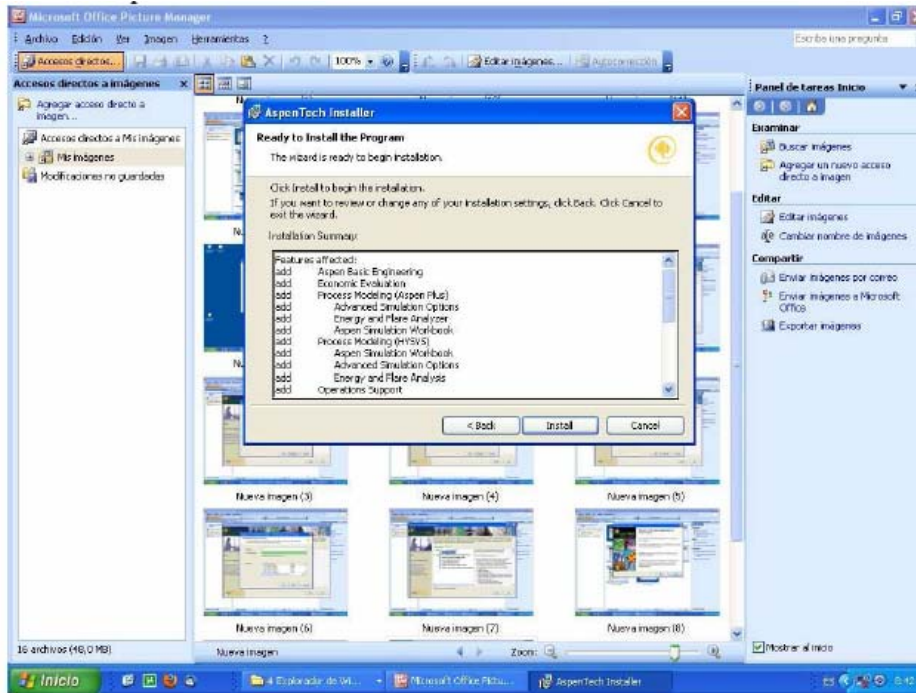 Microsoft Office Picture Manager
Archivo Edición Ver Imagen Herramientas ?
Escriba una pregunta
Accesos directos...
100%
Editar imágenes...
Autocorrección
Accesos directos a imágenes
Agregar acceso directo a
imagen...
Accesos directos a Mis imágenes
Mis imágenes
Modificaciones no guardadas
AspenTech Installer
Ready to Install the Program
The wizard is ready to begin installation.
Click Install to begin the installation.
If you want to review or change any of your installation settings, click Back. Click Cancel to
exit the wizard.
Installation Summary:
Features affected:
add Aspen Basic Engineering
add Economic Evaluation
add Process Modeling (Aspen Plus)
add Advanced Simulation Options
add Energy and Flare Analyzer
add Aspen Simulation Workbook
add Process Modeling (HYSYS)
add Aspen Simulation Workbook
add Advanced Simulation Options
add Energy and Flare Analysis
add Operations Support
< Back
Install
Cancel
Nueva imagen (3)
Nueva imagen (4)
Nueva imagen (5)
Nueva imagen (6)
Nueva imagen (7)
Nueva imagen (8)
Panel de tareas Inicio
Examinar
Buscar imágenes
Agregar un nuevo acceso
directo a imagen
Editar
Editar imágenes
Cambiar nombre de imágenes
Compartir
Enviar imágenes por correo
Enviar imágenes a Microsoft
Office
Exportar imágenes
Mostrar al inicio
16 archivos (48,0 MB)
Nueva imagen
Zoom:
Inicio
4 Explorador de Wi...
Microsoft Office Pictu...
AspenTech Installer
ES